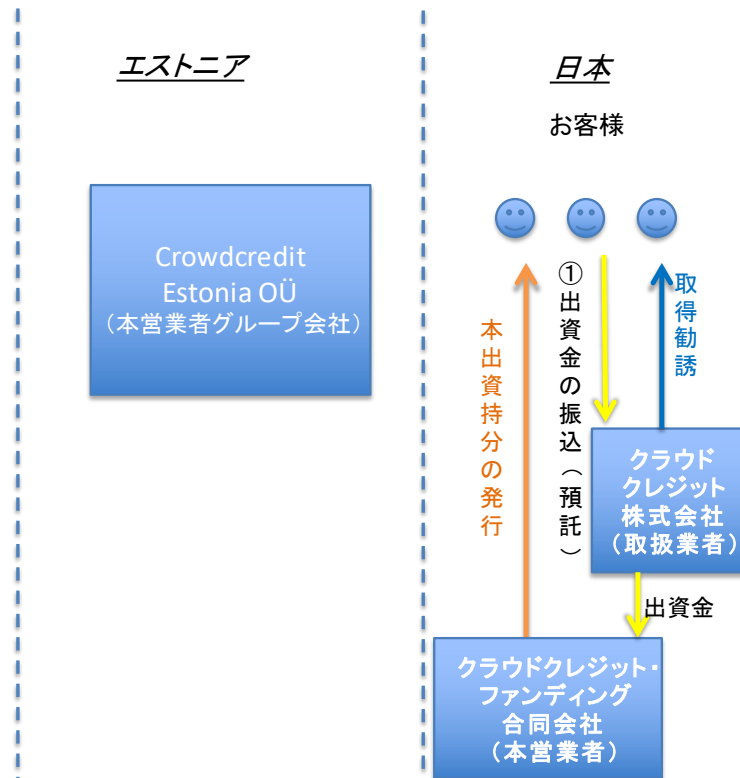 エストニア
日本
お客様
Crowdcredit
Estonia OÜ
（本営業者グループ会社）
本出資持分の発行
①出資金の振込（預託）
取得勧誘
クラウド
クレジット
株式会社
（取扱業者）
出資金
クラウドクレジット・
ファンディング
合同会社
（本営業者）